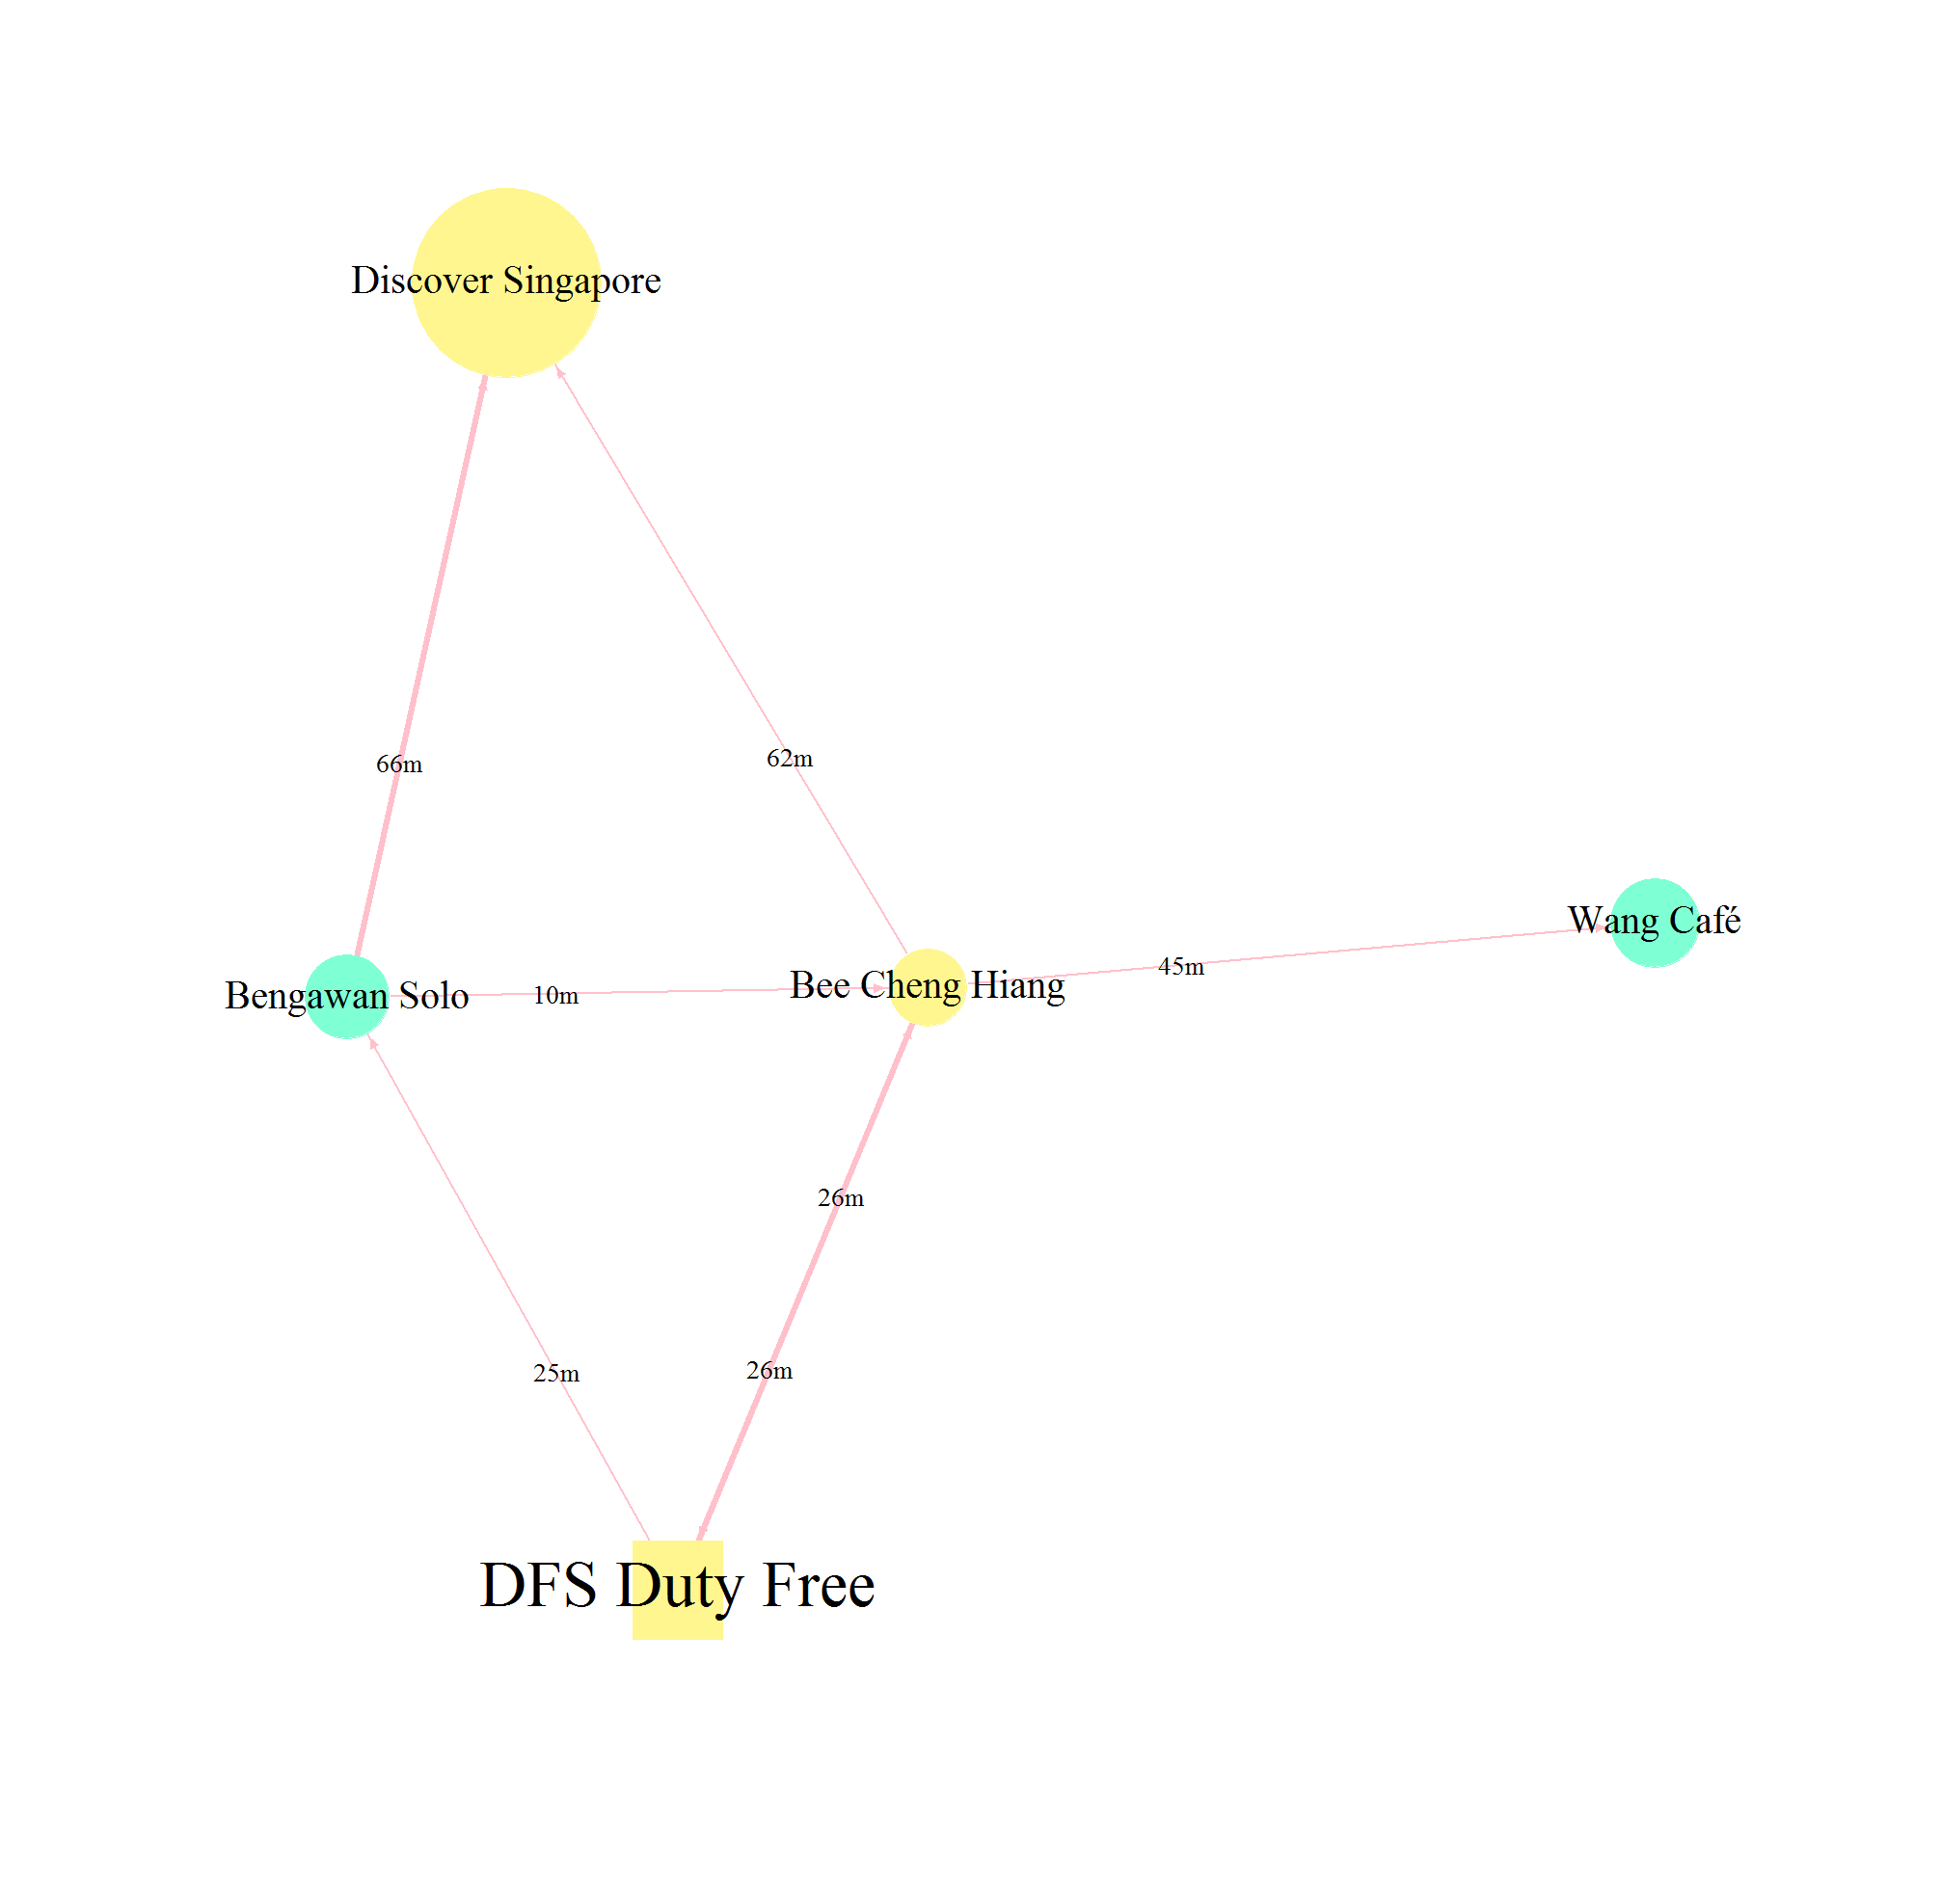 Discover Singapore
66m
62m
Wang Café
45m
Bee Cheng Hiang
Bengawan Solo
10m
26m
26m
25m
DFS Duty Free